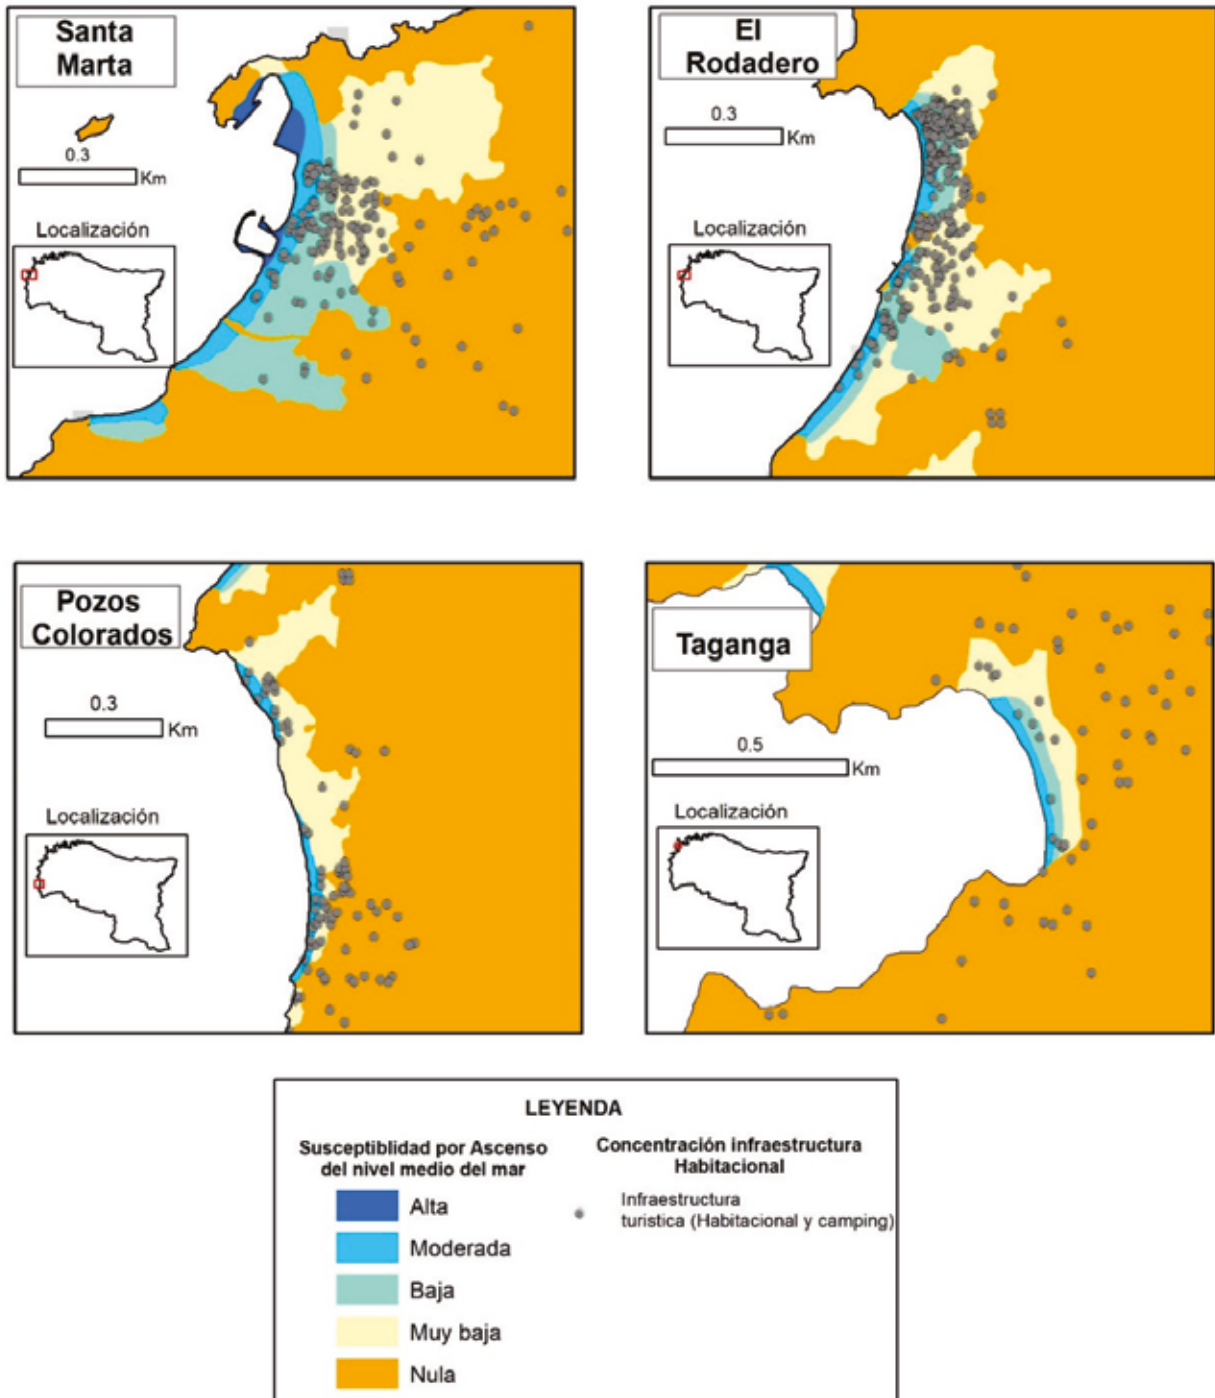 Santa
Marta
0.3
Km
Localización
El
Rodadero
0.3
Km
Localización
Pozos
Colorados
0.3
Km
Localización
Taganga
0.5
Km
Localización
LEYENDA
Susceptiblidad por Ascenso
del nivel medio del mar
Alta
Moderada
Baja
Muy baja
Nula
Concentración infraestructura
Habitacional
Infraestructura
turistica (Habitacional y camping)